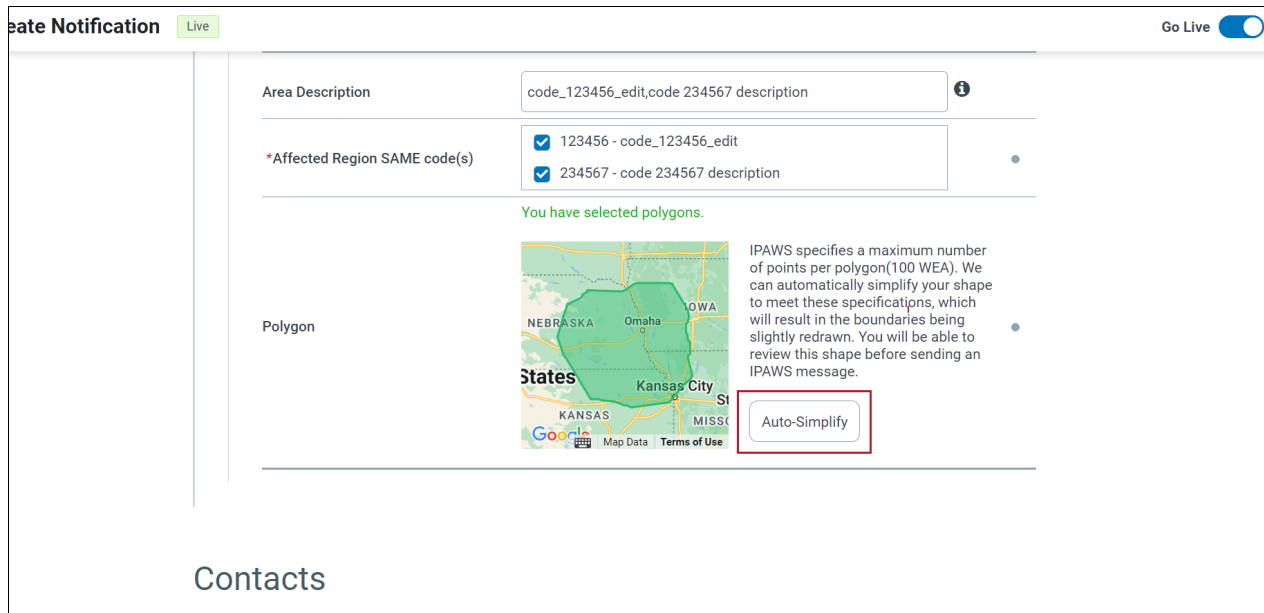 eate Notification
Live
Go Live
Area Description
code_123456_edit,code 234567 description
*Affected Region SAME code(s)
123456 - code_123456_edit
234567 - code 234567 description
You have selected polygons.
Polygon
NEBRASKA
Omaha
IOWA
States
Kansas City
St
KANSAS
MISSO
Google
Map Data
Terms of Use
IPAWS specifies a maximum number
of points per polygon(100 WEA). We
can automatically simplify your shape
to meet these specifications, which
will result in the boundaries being
slightly redrawn. You will be able to
review this shape before sending an
IPAWS message.
Auto-Simplify
Contacts